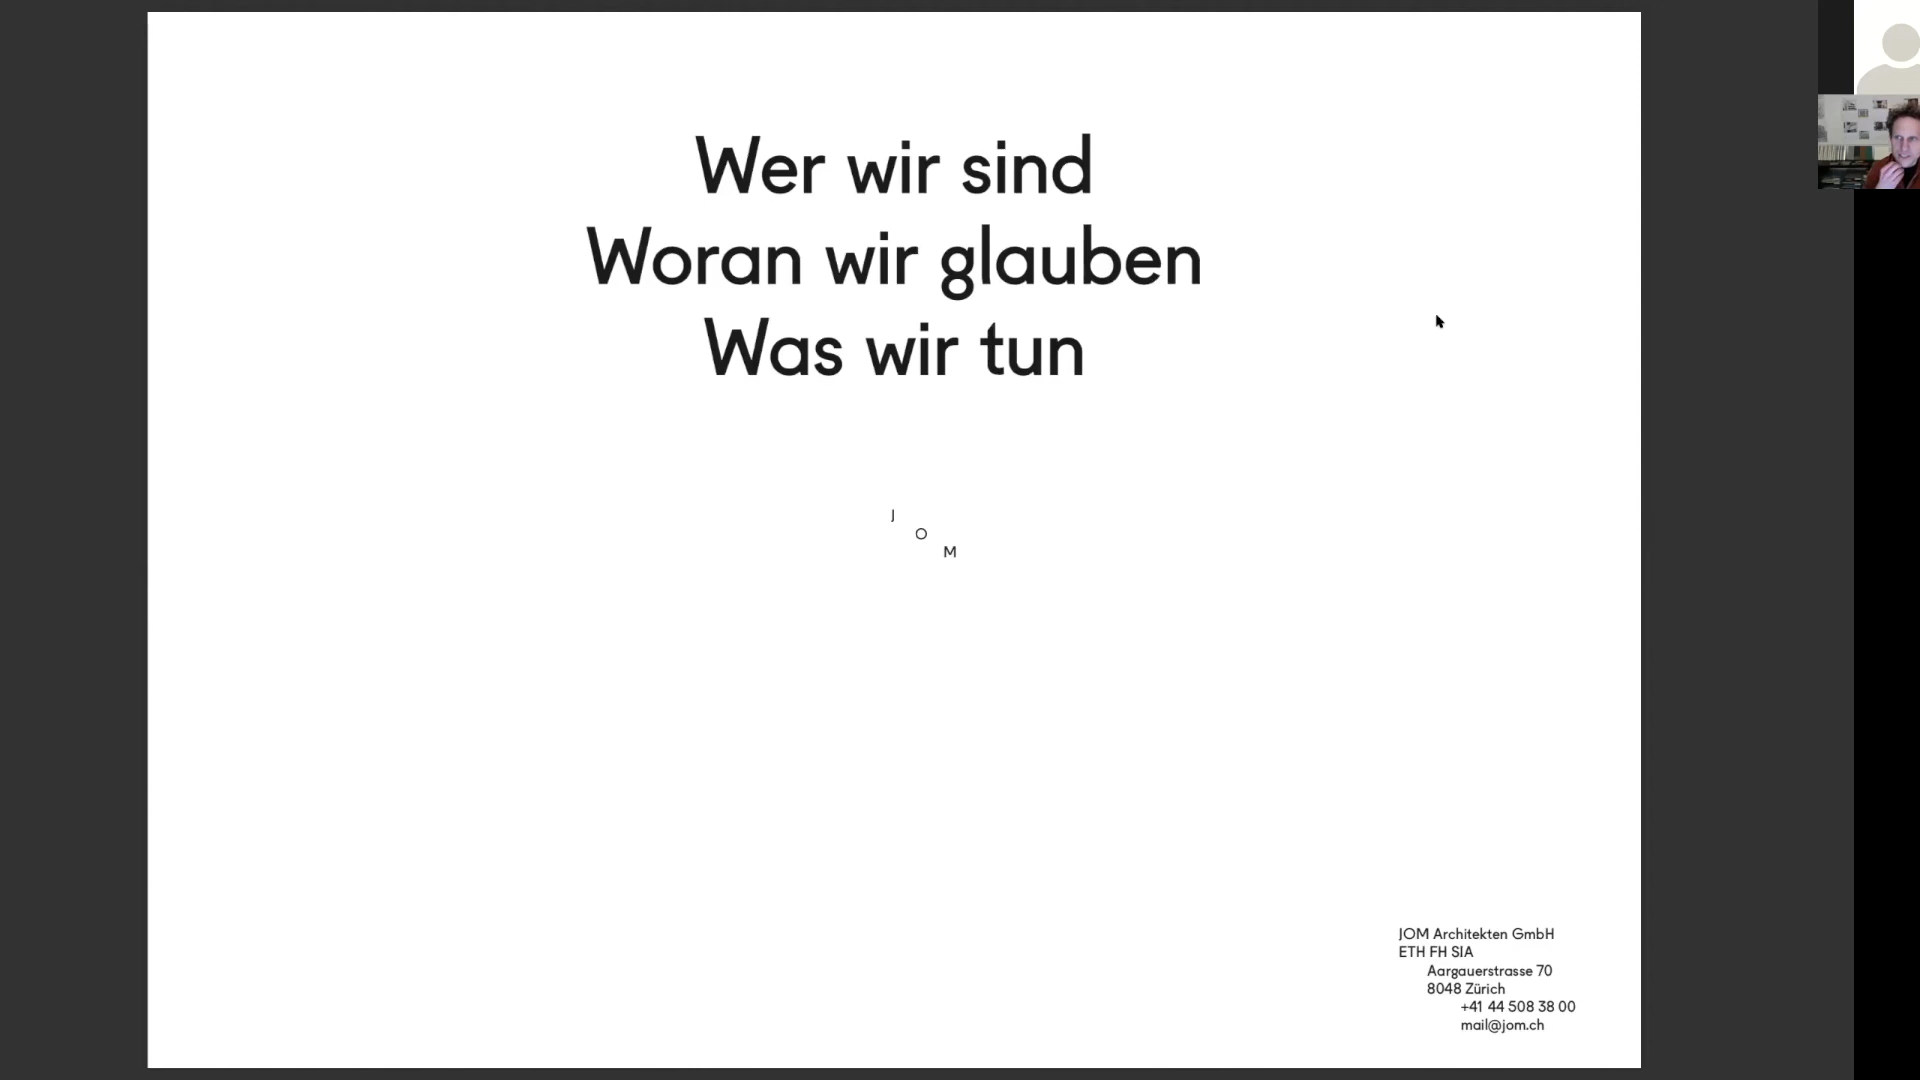 Wer wir sind
Woran wir glauben
Was wir tun
J
O
M
JOM Architekten GmbH
ETH FH SIA
Aargauerstrasse 70
8048 Zürich
+41 44 508 38 00
mail@jom.ch